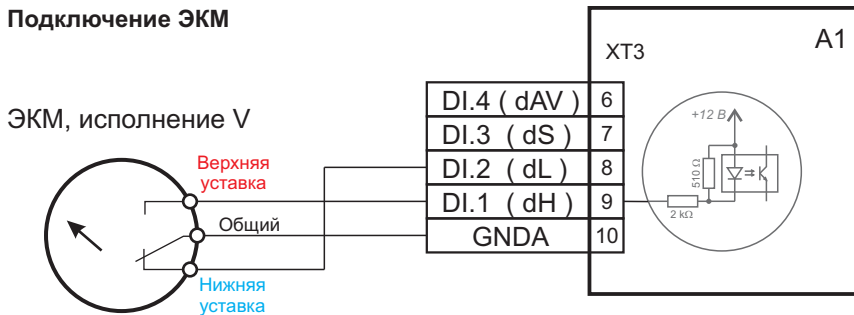 Подключение ЭКМ
XT3
A1
ЭКМ, исполнение V
DI.4 ( dAV ) 6
DI.3 ( dS ) 7
DI.2 ( dL ) 8
DI.1 ( dH ) 9
GNDA 10
+12 В
510 Ω
2 kΩ
Верхняя
уставка
Общий
Нижняя
уставка